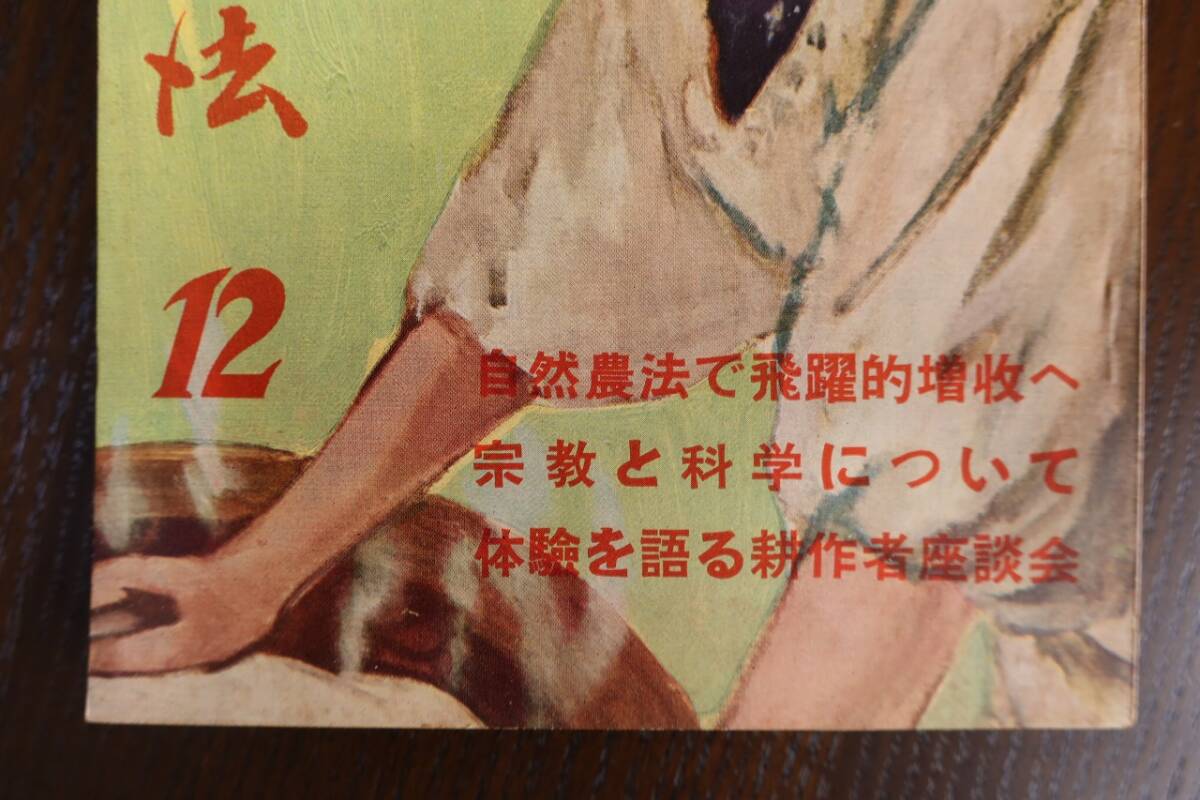 法
12
自然農法で飛躍的増収へ
宗教と科学について
体験を語る耕作者座談会